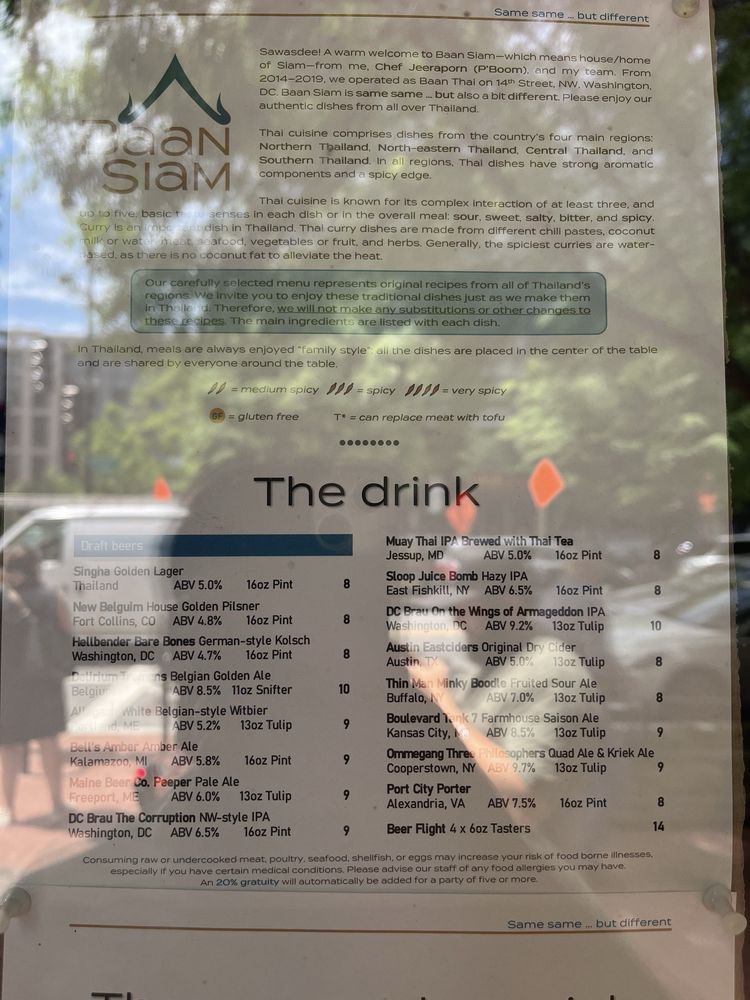 Same same ... but different
Baan
Siam
Sawasdee! A warm welcome to Baan Siam—which means house/home
of Siam—from me, Chef Jeeraporn (P'Boom), and my team. From
2014–2019, we operated as Baan Thai on 14th Street, NW, Washington,
DC. Baan Siam is same same ... but also a bit different. Please enjoy our
authentic dishes from all over Thailand.
Thai cuisine comprises dishes from the country's four main regions:
Northern Thailand, North-eastern Thailand, Central Thailand, and
Southern Thailand. In all regions, Thai dishes have strong aromatic
components and a spicy edge.
Thai cuisine is known for its complex interaction of at least three, and
up to five, basic taste senses in each dish or in the overall meal: sour, sweet, salty, bitter, and spicy.
Curry is an important dish in Thailand. Thai curry dishes are made from different chili pastes, coconut
milk or water, meat, seafood, vegetables or fruit, and herbs. Generally, the spiciest curries are water-
based, as there is no coconut fat to alleviate the heat.
Our carefully selected menu represents original recipes from all of Thailand's
regions. We invite you to enjoy these traditional dishes just as we make them
in Thailand. Therefore, we will not make any substitutions or other changes to
these recipes. The main ingredients are listed with each dish.
In Thailand, meals are always enjoyed "family style": all the dishes are placed in the center of the table
and are shared by everyone around the table.
= medium spicy = spicy = very spicy
GF = gluten free T* = can replace meat with tofu
The drink
Draft beers
Singha Golden Lager
Thailand ABV 5.0% 16oz Pint 8
New Belguim House Golden Pilsner
Fort Collins, CO ABV 4.8% 16oz Pint 8
Hellbender Bare Bones German-style Kolsch
Washington, DC ABV 4.7% 16oz Pint 8
Delirium Tremens Belgian Golden Ale
Belgium ABV 8.5% 11oz Snifter 10
White Belgian-style Witbier
ME ABV 5.2% 13oz Tulip 9
Bell's Amber Amber Ale
Kalamazoo, MI ABV 5.8% 16oz Pint 9
Maine Beer Co. Peeper Pale Ale
Freeport, ME ABV 6.0% 13oz Tulip 9
DC Brau The Corruption NW-style IPA
Washington, DC ABV 6.5% 16oz Pint 9
Muay Thai IPA Brewed with Thai Tea
Jessup, MD ABV 5.0% 16oz Pint 8
Sloop Juice Bomb Hazy IPA
East Fishkill, NY ABV 6.5% 16oz Pint 8
DC Brau On the Wings of Armageddon IPA
Washington, DC ABV 9.2% 13oz Tulip 10
Austin Eastciders Original Dry Cider
Austin, TX ABV 5.0% 13oz Tulip 8
Thin Man Minky Boodle Fruited Sour Ale
Buffalo, NY ABV 7.0% 13oz Tulip 8
Boulevard Tank 7 Farmhouse Saison Ale
Kansas City, ABV 8.5% 13oz Tulip 9
Ommegang Three Philosophers Quad Ale & Kriek Ale
Cooperstown, NY ABV 9.7% 13oz Tulip 9
Port City Porter
Alexandria, VA ABV 7.5% 16oz Pint 8
Beer Flight 4 x 6oz Tasters 14
Consuming raw or undercooked meat, poultry, seafood, shellfish, or eggs may increase your risk of food borne illnesses,
especially if you have certain medical conditions. Please advise our staff of any food allergies you may have.
An 20% gratuity will automatically be added for a party of five or more.
Same same ... but different